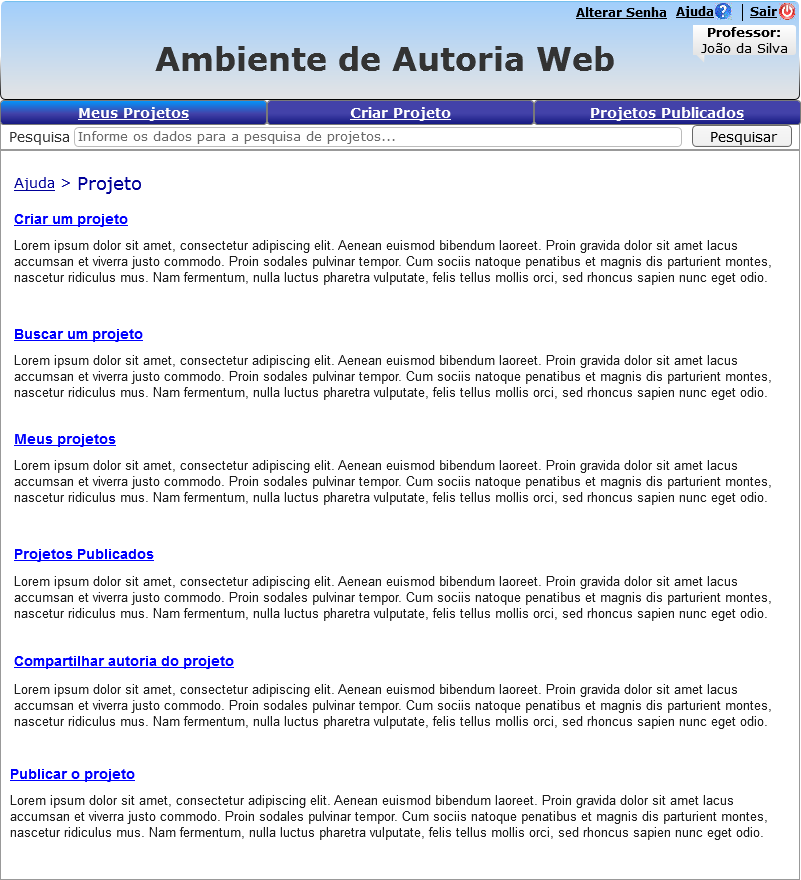 Alterar Senha Ajuda ? Sair
Professor:
João da Silva
Ambiente de Autoria Web
Meus Projetos Criar Projeto Projetos Publicados
Pesquisa Informe os dados para a pesquisa de projetos... Pesquisar
Ajuda > Projeto
Criar um projeto
Lorem ipsum dolor sit amet, consectetur adipiscing elit. Aenean euismod bibendum laoreet. Proin gravida dolor sit amet lacus
accumsan et viverra justo commodo. Proin sodales pulvinar tempor. Cum sociis natoque penatibus et magnis dis parturient montes,
nascetur ridiculus mus. Nam fermentum, nulla luctus pharetra vulputate, felis tellus mollis orci, sed rhoncus sapien nunc eget odio.
Buscar um projeto
Lorem ipsum dolor sit amet, consectetur adipiscing elit. Aenean euismod bibendum laoreet. Proin gravida dolor sit amet lacus
accumsan et viverra justo commodo. Proin sodales pulvinar tempor. Cum sociis natoque penatibus et magnis dis parturient montes,
nascetur ridiculus mus. Nam fermentum, nulla luctus pharetra vulputate, felis tellus mollis orci, sed rhoncus sapien nunc eget odio.
Meus projetos
Lorem ipsum dolor sit amet, consectetur adipiscing elit. Aenean euismod bibendum laoreet. Proin gravida dolor sit amet lacus
accumsan et viverra justo commodo. Proin sodales pulvinar tempor. Cum sociis natoque penatibus et magnis dis parturient montes,
nascetur ridiculus mus. Nam fermentum, nulla luctus pharetra vulputate, felis tellus mollis orci, sed rhoncus sapien nunc eget odio.
Projetos Publicados
Lorem ipsum dolor sit amet, consectetur adipiscing elit. Aenean euismod bibendum laoreet. Proin gravida dolor sit amet lacus
accumsan et viverra justo commodo. Proin sodales pulvinar tempor. Cum sociis natoque penatibus et magnis dis parturient montes,
nascetur ridiculus mus. Nam fermentum, nulla luctus pharetra vulputate, felis tellus mollis orci, sed rhoncus sapien nunc eget odio.
Compartilhar autoria do projeto
Lorem ipsum dolor sit amet, consectetur adipiscing elit. Aenean euismod bibendum laoreet. Proin gravida dolor sit amet lacus
accumsan et viverra justo commodo. Proin sodales pulvinar tempor. Cum sociis natoque penatibus et magnis dis parturient montes,
nascetur ridiculus mus. Nam fermentum, nulla luctus pharetra vulputate, felis tellus mollis orci, sed rhoncus sapien nunc eget odio.
Publicar o projeto
Lorem ipsum dolor sit amet, consectetur adipiscing elit. Aenean euismod bibendum laoreet. Proin gravida dolor sit amet lacus
accumsan et viverra justo commodo. Proin sodales pulvinar tempor. Cum sociis natoque penatibus et magnis dis parturient montes,
nascetur ridiculus mus. Nam fermentum, nulla luctus pharetra vulputate, felis tellus mollis orci, sed rhoncus sapien nunc eget odio.